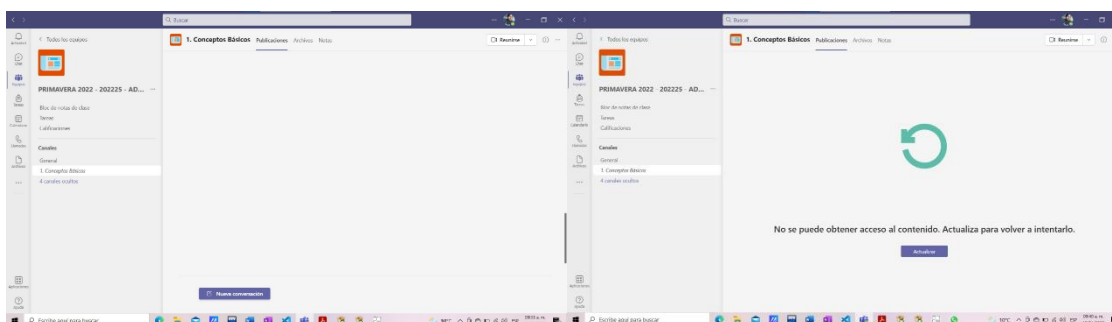 Buscar
Todos los equipos
PRIMAVERA 2022 - 202225 - AD...
Bloc de notas de clase
Tareas
Calificaciones
Canales
General
1. Conceptos Básicos
4 canales ocultos
1. Conceptos Básicos Publicaciones Archivos Notas
Reunirse
Nueva conversación
Escribe aquí para buscar
Buscar
Todos los equipos
PRIMAVERA 2022 - 202225 - AD...
Bloc de notas de clase
Tareas
Calificaciones
Canales
General
1. Conceptos Básicos
4 canales ocultos
1. Conceptos Básicos Publicaciones Archivos Notas
Reunirse
No se puede obtener acceso al contenido. Actualiza para volver a intentarlo.
Actualizar
Escribe aquí para buscar